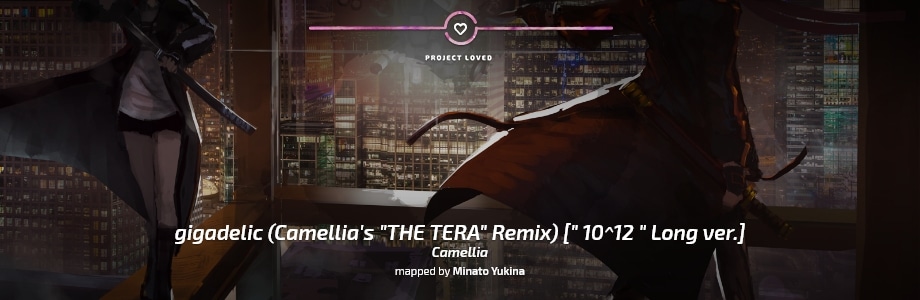 PROJECT LOVED
gigadelic (Camellia's "THE TERA" Remix) [" 10^12 " Long ver.]
Camellia
mapped by Minato Yukina